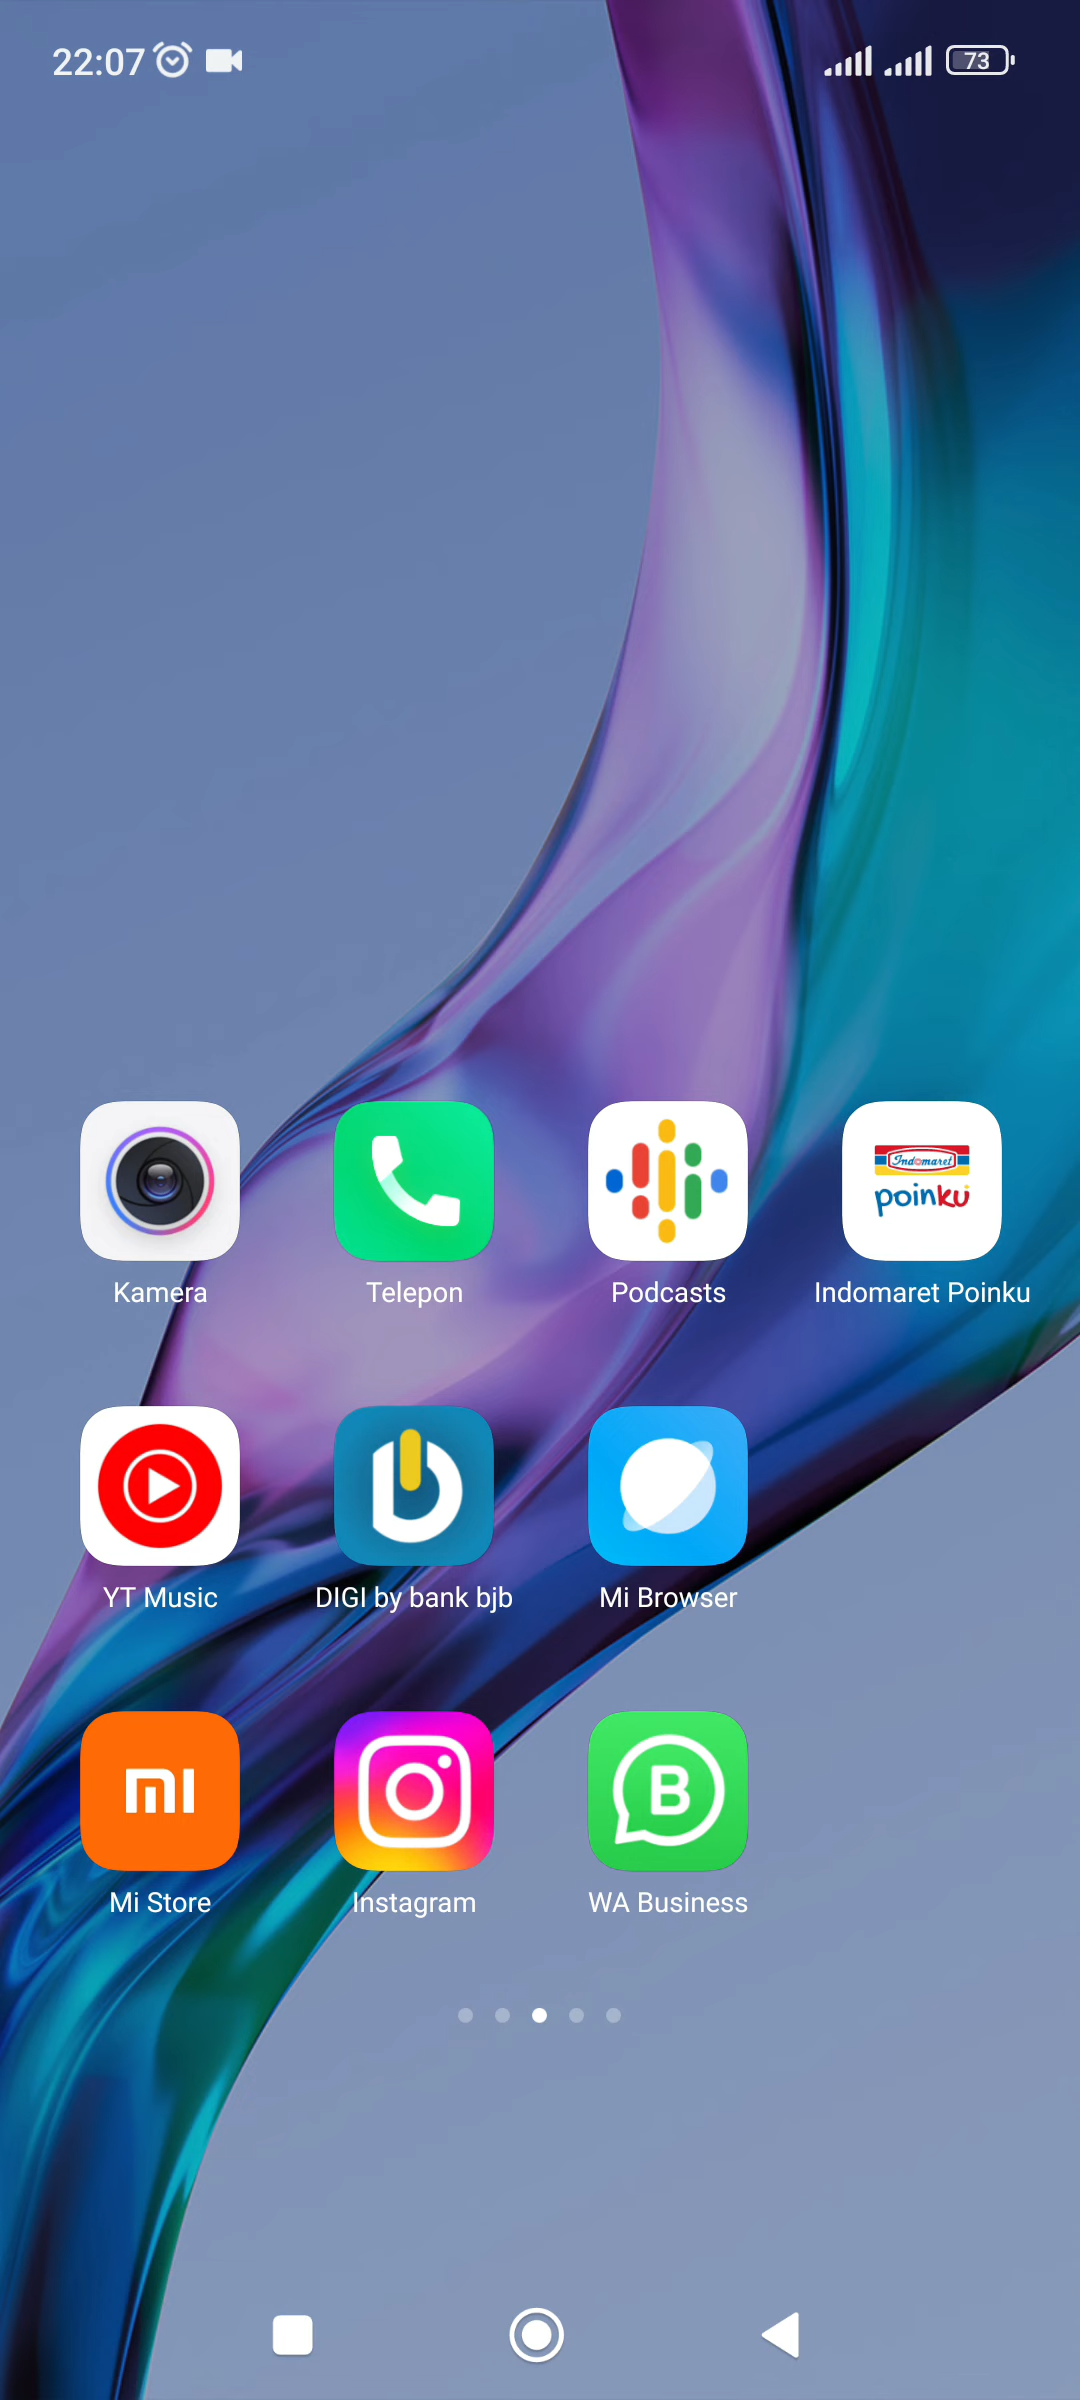 22:07
73
Indomaret
poinku
Kamera
Telepon
Podcasts
Indomaret Poinku
YT Music
DIGI by bank bjb
Mi Browser
mi
B
Mi Store
Instagram
WA Business